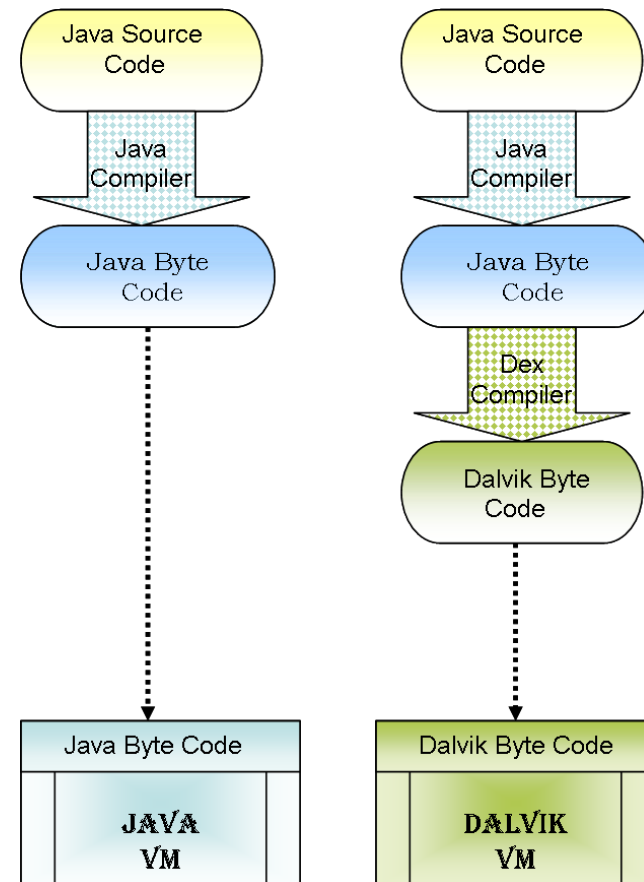 Java Source
Code
Java
Compiler
Java Byte
Code
Java Byte Code
JAVA
VM
Java Source
Code
Java
Compiler
Java Byte
Code
Dex
Compiler
Dalvik Byte
Code
Dalvik Byte Code
DALVIK
VM